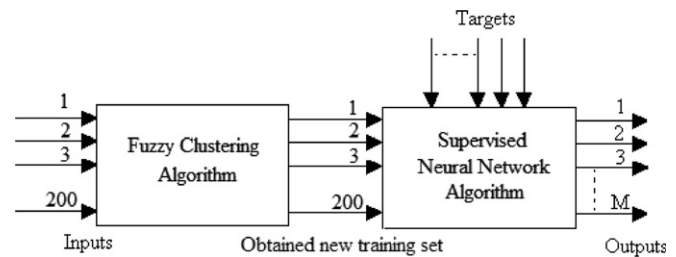 Targets
1
2
3
200
Fuzzy Clustering
Algorithm
1
2
3
200
Supervised
Neural Network
Algorithm
1
2
3
M
Inputs
Obtained new training set
Outputs